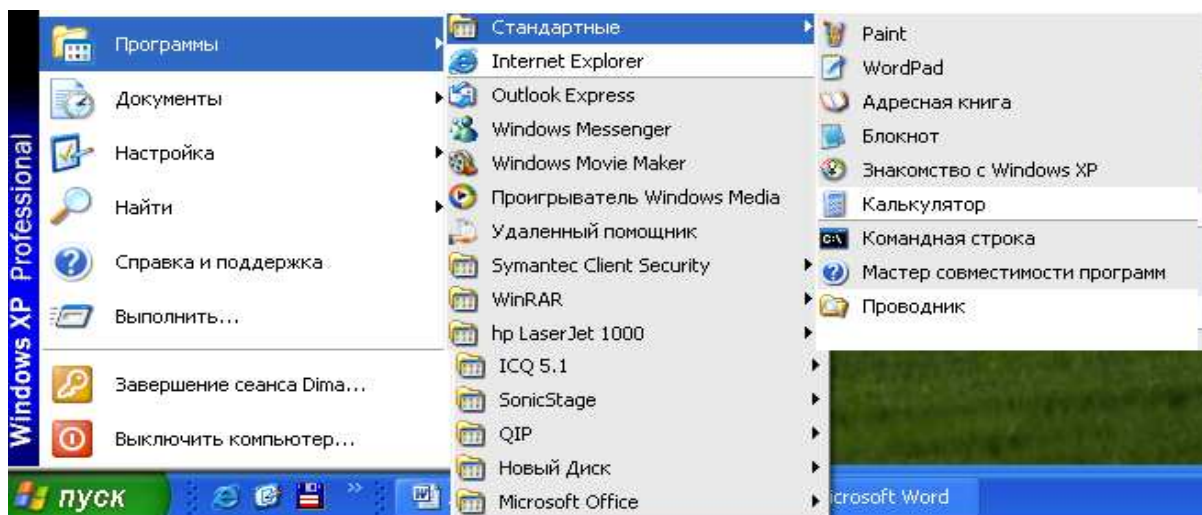 Windows XP Professional
Программы
Документы
Настройка
Найти
Справка и поддержка
Выполнить...
Завершение сеанса Dima...
Выключить компьютер...
Стандартные
Internet Explorer
Outlook Express
Windows Messenger
Windows Movie Maker
Проигрыватель Windows Media
Удаленный помощник
Symantec Client Security
WinRAR
hp LaserJet 1000
ICQ 5.1
SonicStage
QIP
Новый Диск
Microsoft Office
Paint
WordPad
Адресная книга
Блокнот
Знакомство с Windows XP
Калькулятор
Командная строка
Мастер совместимости программ
Проводник
пуск
crosoft Word